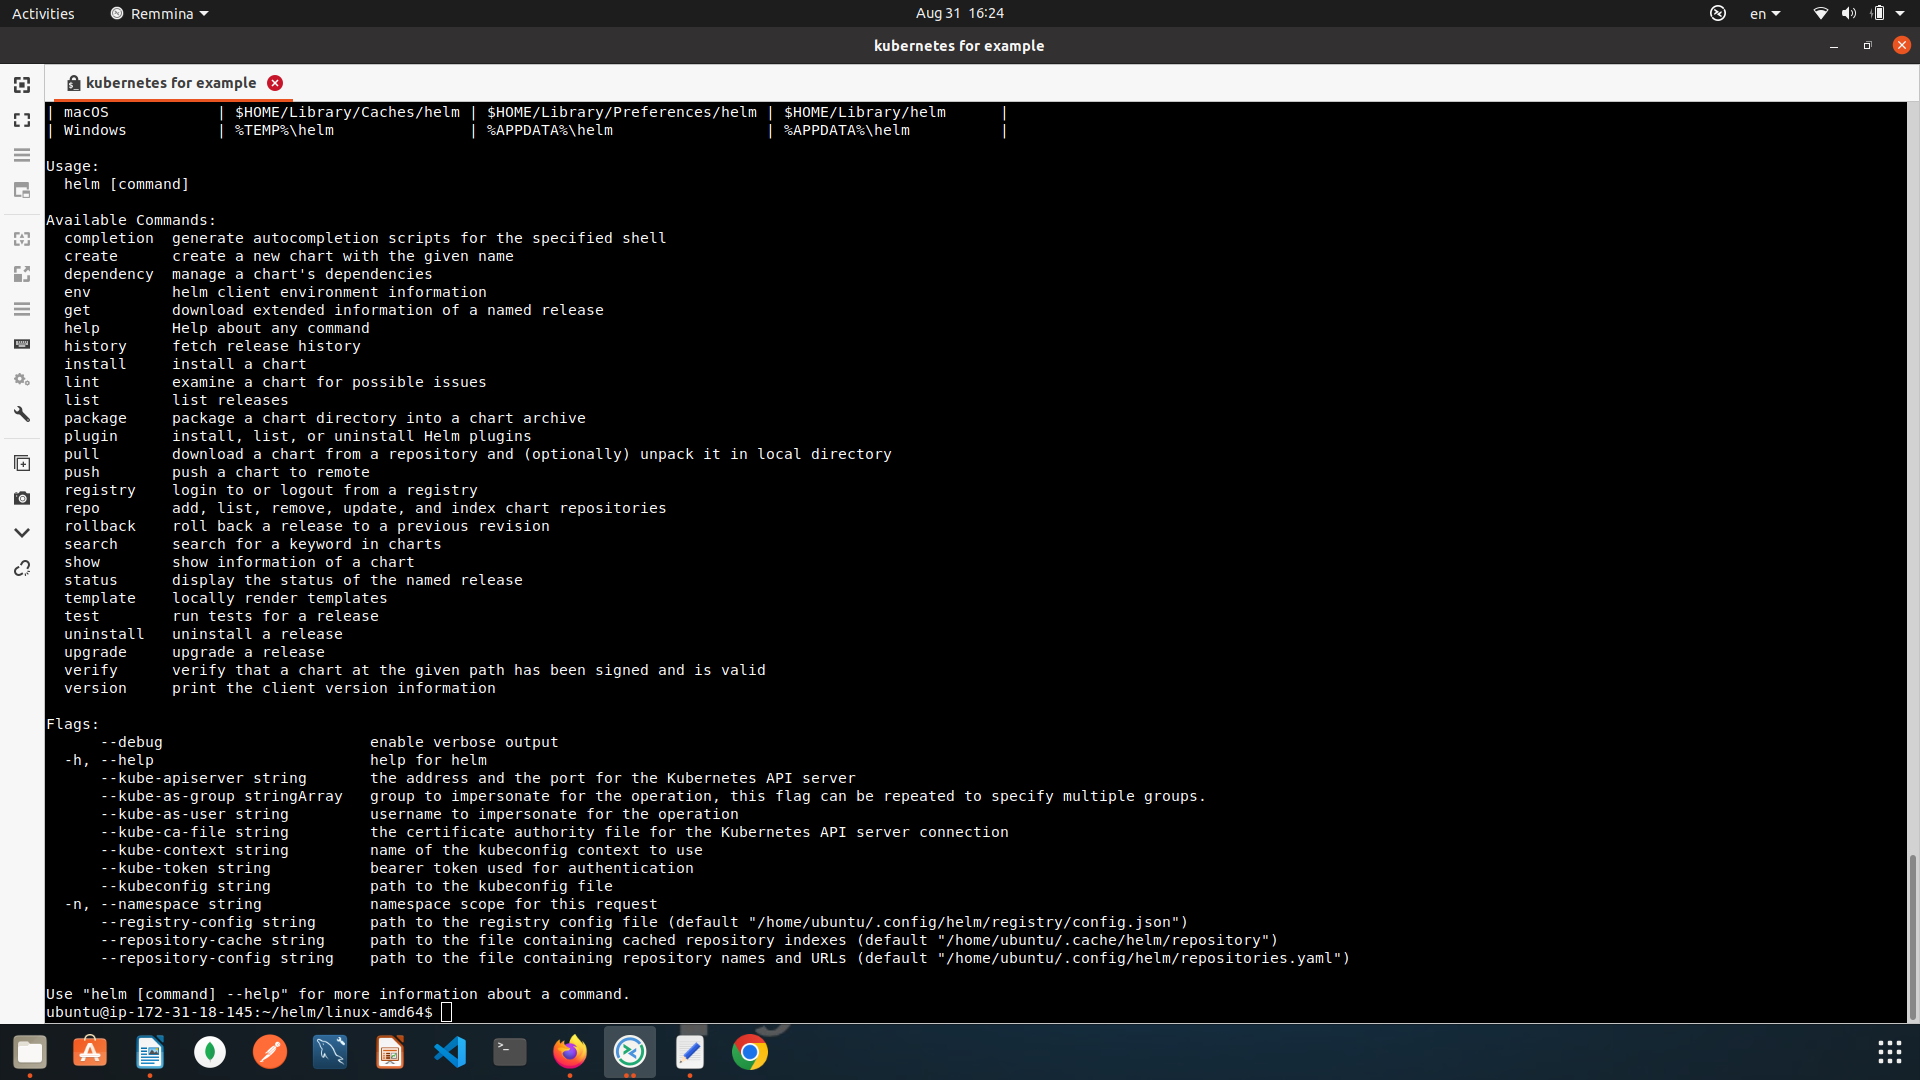 Activities
Remmina
Aug 31 16:24
en
kubernetes for example
kubernetes for example
| macOS            | $HOME/Library/Caches/helm | $HOME/Library/Preferences/helm | $HOME/Library/helm      |
| Windows          | %TEMP%\helm               | %APPDATA%\helm                 | %APPDATA%\helm          |
Usage:
  helm [command]
Available Commands:
  completion  generate autocompletion scripts for the specified shell
  create      create a new chart with the given name
  dependency  manage a chart's dependencies
  env         helm client environment information
  get         download extended information of a named release
  help        Help about any command
  history     fetch release history
  install     install a chart
  lint        examine a chart for possible issues
  list        list releases
  package     package a chart directory into a chart archive
  plugin      install, list, or uninstall Helm plugins
  pull        download a chart from a repository and (optionally) unpack it in local directory
  push        push a chart to remote
  registry    login to or logout from a registry
  repo        add, list, remove, update, and index chart repositories
  rollback    roll back a release to a previous revision
  search      search for a keyword in charts
  show        show information of a chart
  status      display the status of the named release
  template    locally render templates
  test        run tests for a release
  uninstall   uninstall a release
  upgrade     upgrade a release
  verify      verify that a chart at the given path has been signed and is valid
  version     print the client version information
Flags:
      --debug                       enable verbose output
  -h, --help                        help for helm
      --kube-apiserver string       the address and the port for the Kubernetes API server
      --kube-as-group stringArray   group to impersonate for the operation, this flag can be repeated to specify multiple groups.
      --kube-as-user string         username to impersonate for the operation
      --kube-ca-file string         the certificate authority file for the Kubernetes API server connection
      --kube-context string         name of the kubeconfig context to use
      --kube-token string           bearer token used for authentication
      --kubeconfig string           path to the kubeconfig file
  -n, --namespace string            namespace scope for this request
      --registry-config string      path to the registry config file (default "/home/ubuntu/.config/helm/registry/config.json")
      --repository-cache string     path to the file containing cached repository indexes (default "/home/ubuntu/.cache/helm/repository")
      --repository-config string    path to the file containing repository names and URLs (default "/home/ubuntu/.config/helm/repositories.yaml")
Use "helm [command] --help" for more information about a command.
ubuntu@ip-172-31-18-145:~/helm/linux-amd64$